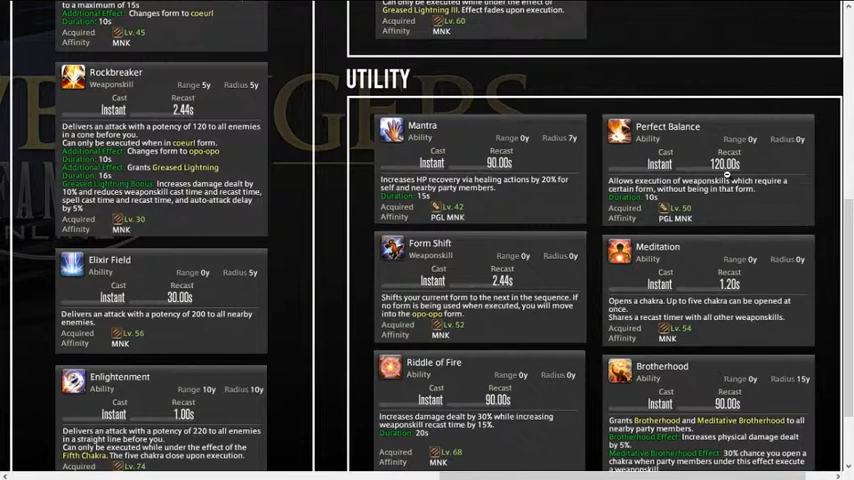 to a maximum of 15s
Additional Effect: Changes form to coeurl
Duration: 10s
Acquired Lv. 45
Affinity MNK
Rockbreaker
Weaponskill Range 5y Radius 5y
Cast Recast
Instant 2.44s
Delivers an attack with a potency of 120 to all enemies
in a cone before you.
Can only be executed when in coeurl form.
Additional Effect: Changes form to opo-opo
Duration: 10s
Additional Effect: Grants Greased Lightning
Duration: 16s
Greased Lightning Bonus: Increases damage dealt by
10% and reduces weaponskill cast time and recast time,
spell cast time and recast time, and auto-attack delay
by 5%
Acquired Lv. 30
Affinity MNK
Elixir Field
Ability Range 0y Radius 5y
Cast Recast
Instant 30.00s
Delivers an attack with a potency of 200 to all nearby
enemies.
Acquired Lv. 56
Affinity MNK
Enlightenment
Ability Range 10y Radius 10y
Cast Recast
Instant 1.00s
Delivers an attack with a potency of 220 to all enemies
in a straight line before you.
Can only be executed while under the effect of the
Fifth Chakra. The five chakra close upon execution.
Acquired Lv. 74
Can only be executed while under the effect of
Greased Lightning III. Effect fades upon execution.
Acquired Lv. 60
Affinity MNK
UTILITY
Mantra
Ability Range 0y Radius 7y
Cast Recast
Instant 90.00s
Increases HP recovery via healing actions by 20% for
self and nearby party members.
Duration: 15s
Acquired Lv. 42
Affinity PGL MNK
Perfect Balance
Ability Range 0y Radius 0y
Cast Recast
Instant 120.00s
Allows execution of weaponskills which require a
certain form, without being in that form.
Duration: 10s
Acquired Lv. 50
Affinity PGL MNK
Form Shift
Weaponskill Range 0y Radius 0y
Cast Recast
Instant 2.44s
Shifts your current form to the next in the sequence. If
no form is being used when executed, you will move
into the opo-opo form.
Acquired Lv. 52
Affinity MNK
Meditation
Ability Range 0y Radius 0y
Cast Recast
Instant 1.20s
Opens a chakra. Up to five chakra can be opened at
once.
Shares a recast timer with all other weaponskills.
Acquired Lv. 54
Affinity MNK
Riddle of Fire
Ability Range 0y Radius 0y
Cast Recast
Instant 90.00s
Increases damage dealt by 30% while increasing
weaponskill recast time by 15%.
Duration: 20s
Acquired Lv. 68
Affinity MNK
Brotherhood
Ability Range 0y Radius 15y
Cast Recast
Instant 90.00s
Grants Brotherhood and Meditative Brotherhood to all
nearby party members.
Brotherhood Effect: Increases physical damage dealt
by 5%.
Meditative Brotherhood Effect: 30% chance you open a
chakra when party members under this effect execute
a weaponskill